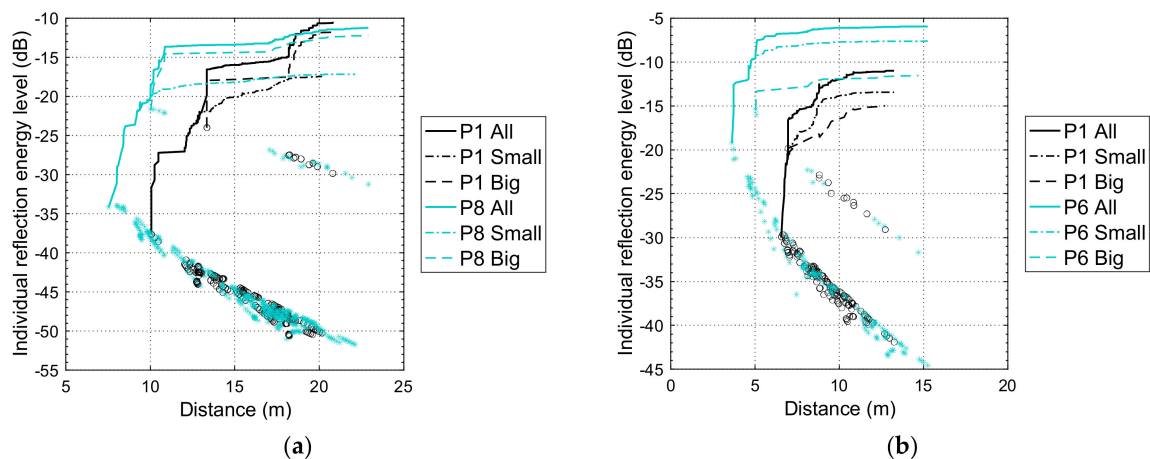 Individual reflection energy level (dB)
-10
-15
-20
-25
-30
-35
-40
-45
-50
-55
5
10
15
20
25
Distance (m)
P1 All
P1 Small
P1 Big
P8 All
P8 Small
P8 Big
(a)
Individual reflection energy level (dB)
-5
-10
-15
-20
-25
-30
-35
-40
-45
0
5
10
15
20
Distance (m)
P1 All
P1 Small
P1 Big
P6 All
P6 Small
P6 Big
(b)